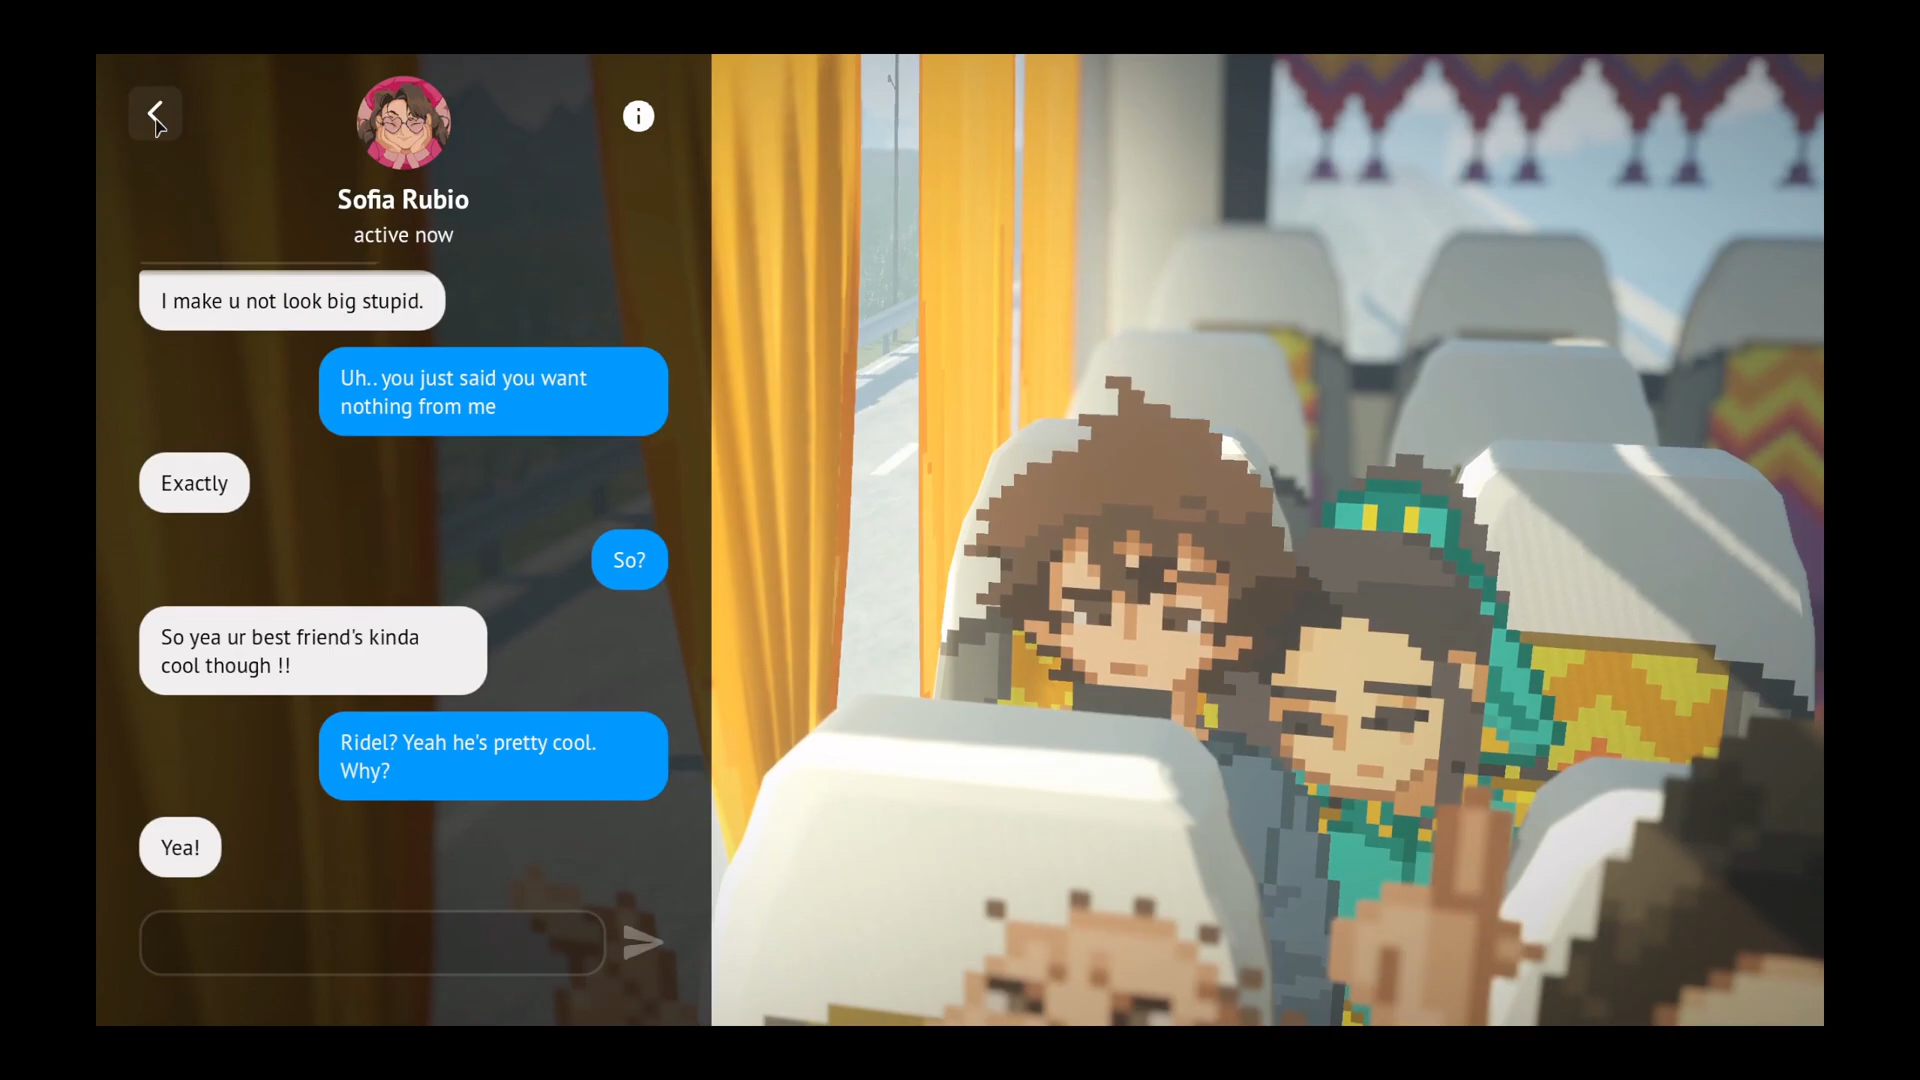 Sofia Rubio
active now
I make u not look big stupid.
Uh.. you just said you want
nothing from me
Exactly
So?
So yea ur best friend's kinda
cool though !!
Ridel? Yeah he's pretty cool.
Why?
Yea!